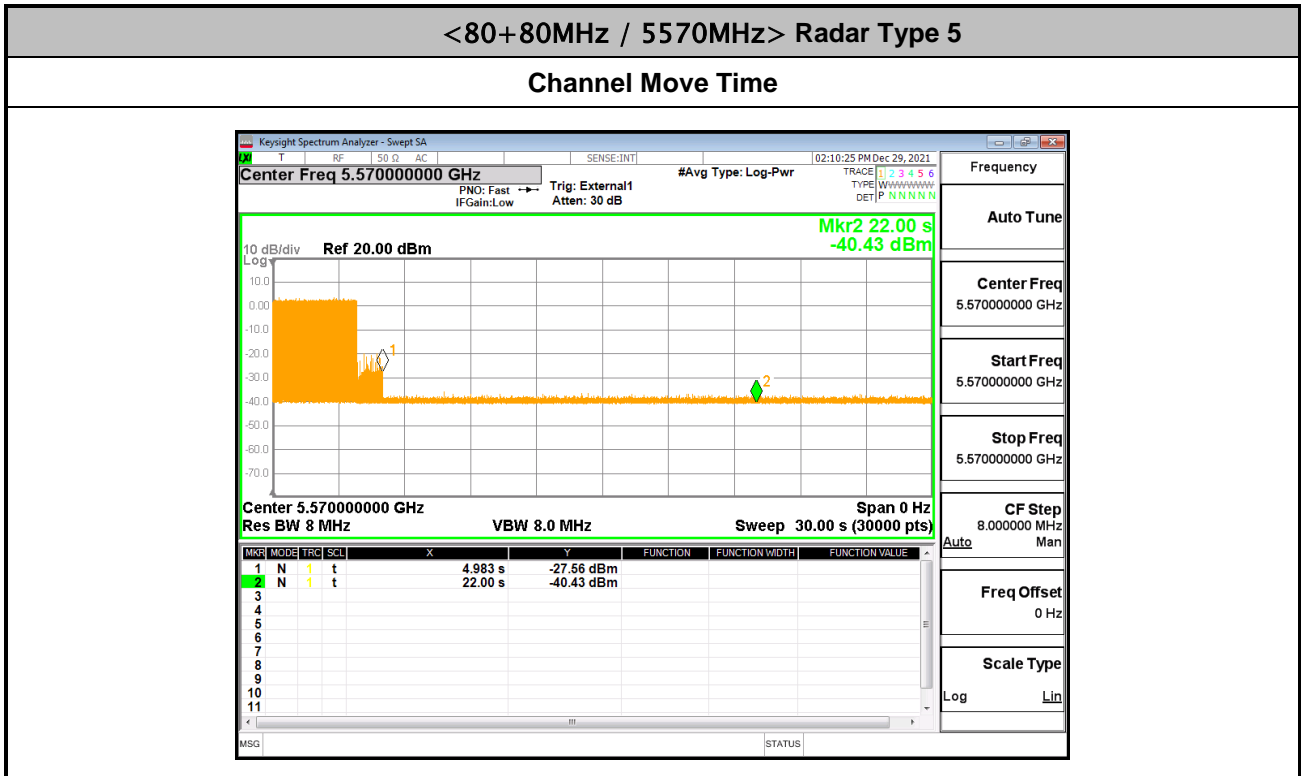 <80+80MHz / 5570MHz> Radar Type 5
Channel Move Time
Keysight Spectrum Analyzer - Swept SA
LXI T RF 50 Ω AC SENSE:INT 02:10:25 PM Dec 29, 2021
Center Freq 5.570000000 GHz
PNO: Fast
IFGain:Low
Trig: External1
Atten: 30 dB
#Avg Type: Log-Pwr
TRACE 1 2 3 4 5 6
TYPE WWWWWW
DET P N N N N N
Mkr2 22.00 s
-40.43 dBm
10 dB/div Ref 20.00 dBm
Log
10.0
0.00
-10.0
-20.0
-30.0
-40.0
-50.0
-60.0
-70.0
1
2
Center 5.570000000 GHz Span 0 Hz
Res BW 8 MHz VBW 8.0 MHz Sweep 30.00 s (30000 pts)
MKR MODE TRC SCL X Y FUNCTION FUNCTION WIDTH FUNCTION VALUE
1 N 1 t 4.983 s -27.56 dBm
2 N 1 t 22.00 s -40.43 dBm
3
4
5
6
7
8
9
10
11
MSG STATUS
Frequency
Auto Tune
Center Freq
5.570000000 GHz
Start Freq
5.570000000 GHz
Stop Freq
5.570000000 GHz
CF Step
8.000000 MHz
Auto Man
Freq Offset
0 Hz
Scale Type
Log Lin